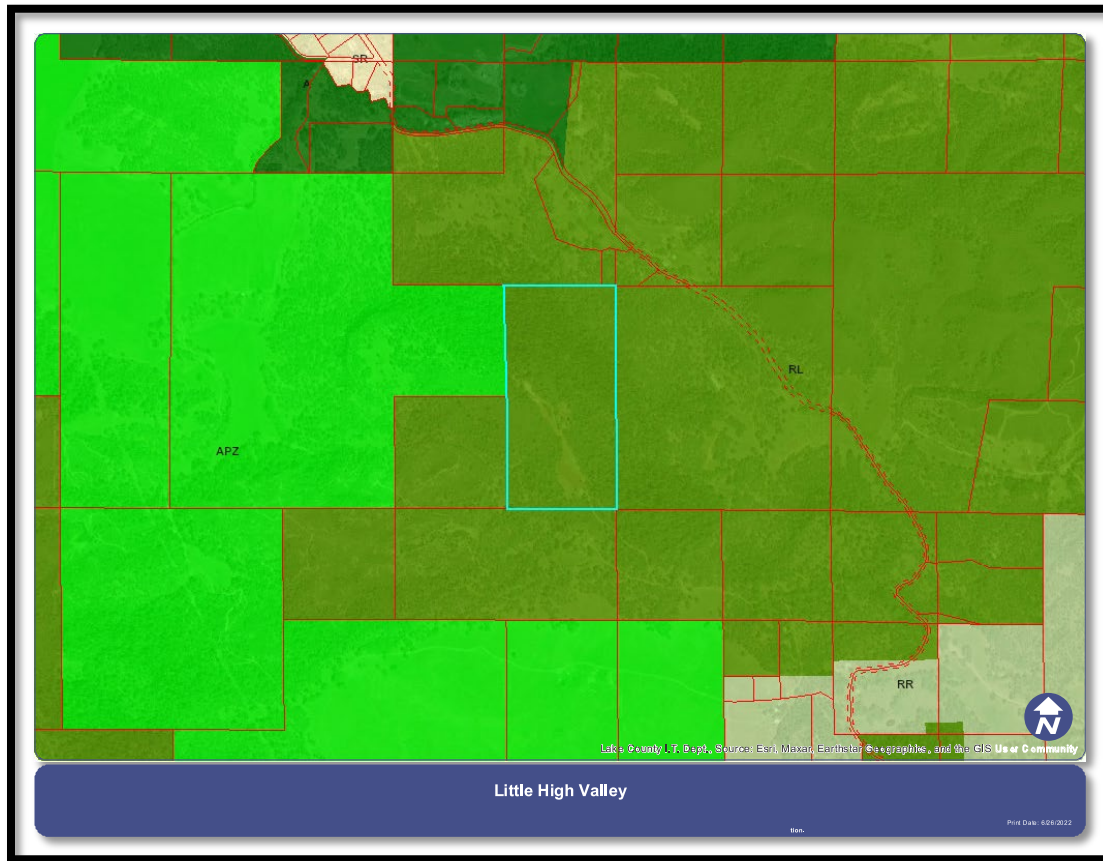 SR
A
RL
APZ
RR
N
Lake County I.T. Dept., Source: Esri, Maxar, Earthstar Geographics, and the GIS User Community
Little High Valley
Print Date: 6/26/2022
tion.